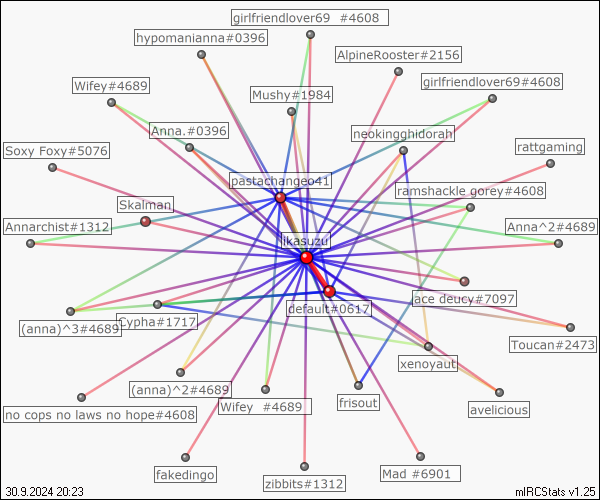 girlfriendlover69 #4608
hypomanianna#0396
AlpineRooster#2156
Wifey#4689
Mushy#1984
girlfriendlover69#4608
Anna.#0396
neokingghidorah
Soxy Foxy#5076
rattgaming
pastachangeo41
ramshackle gorey#4608
Skalman
Annarchist#1312
Anna^2#4689
ikasuzu
ace deucy#7097
default#0617
(anna)^3#4689
Cypha#1717
Toucan#2473
xenoyaut
(anna)^2#4689
Wifey #4689
frisout
no cops no laws no hope#4608
avelicious
fakedingo
zibbits#1312
Mad #6901
30.9.2024 20:23
mIRCStats v1.25